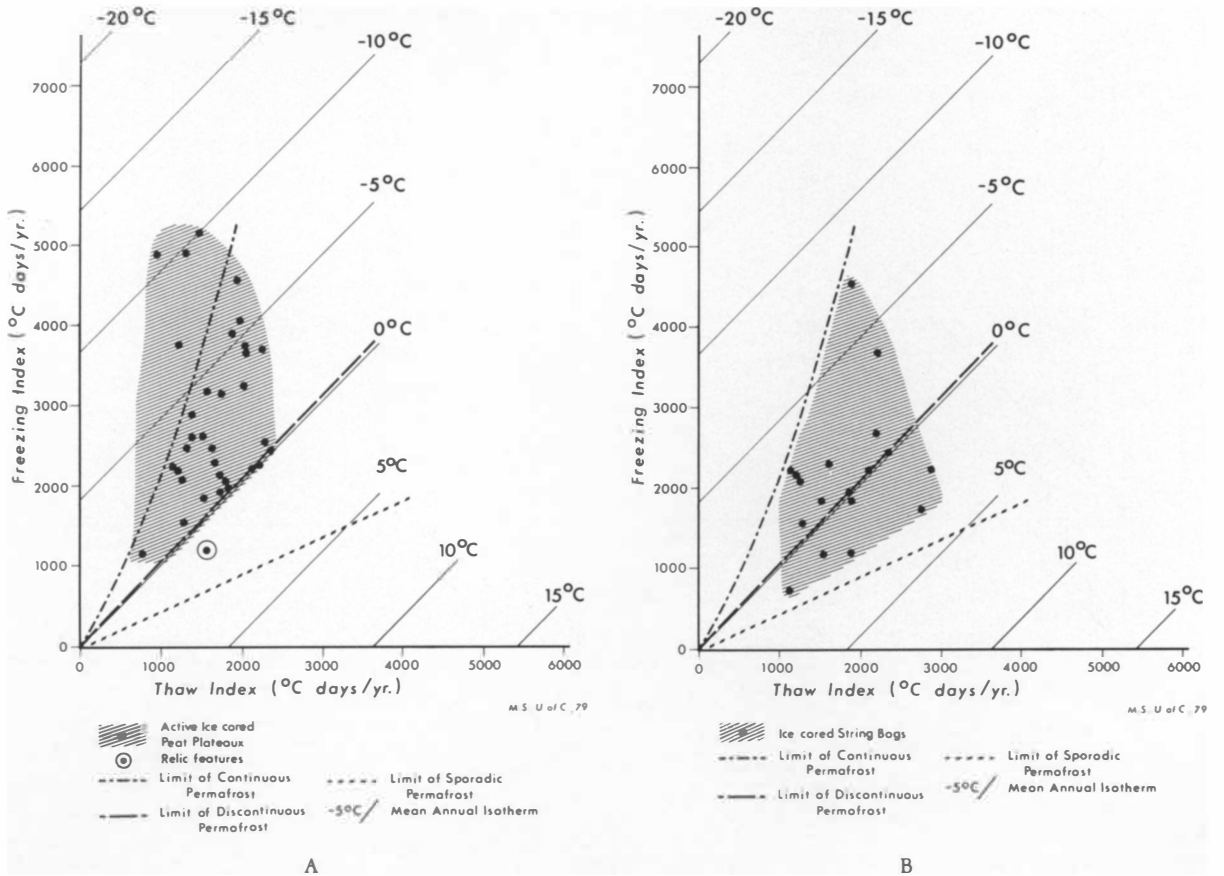 -20°C
-15°C
-10°C
-5°C
0°C
5°C
10°C
15°C
7000
6000
5000
4000
3000
2000
1000
0
0
1000
2000
3000
4000
5000
6000
Freezing Index (°C days/yr.)
Thaw Index (°C days/yr.)
M.S. U of C ,79
Active Ice cored
Peat Plateaux
Relic features
Limit of Continuous
Permafrost
Limit of Discontinuous
Permafrost
Limit of Sporadic
Permafrost
-5°C/ Mean Annual Isotherm
A
-20°C
-15°C
-10°C
-5°C
0°C
5°C
10°C
15°C
7000
6000
5000
4000
3000
2000
1000
0
0
1000
2000
3000
4000
5000
6000
Freezing Index (°C days/yr.)
Thaw Index (°C days/yr.)
M.S. U of C ,79
Ice cored String Bogs
Limit of Continuous
Permafrost
Limit of Discontinuous
Permafrost
Limit of Sporadic
Permafrost
-5°C/ Mean Annual Isotherm
B